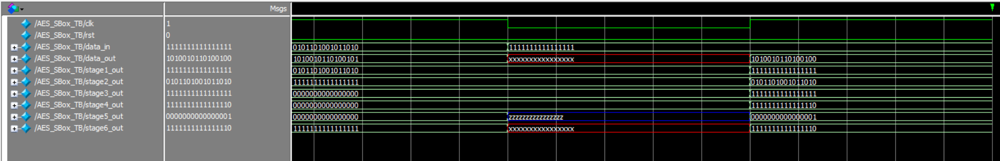 Msgs
/AES_SBox_TB/clk 1
/AES_SBox_TB/rst 0
/AES_SBox_TB/data_in 1111111111111111 0101101001011010 1111111111111111
/AES_SBox_TB/data_out 1010010110100100 1010010110100101 xxxxxxxxxxxxxxxx 1010010110100100
/AES_SBox_TB/stage1_out 1111111111111111 0101101001011010 1111111111111111
/AES_SBox_TB/stage2_out 0101101001011010 1111111111111111 0101101001011010
/AES_SBox_TB/stage3_out 1111111111111111 0000000000000000 1111111111111111
/AES_SBox_TB/stage4_out 1111111111111110 0000000000000000 1111111111111110
/AES_SBox_TB/stage5_out 0000000000000001 0000000000000000 zzzzzzzzzzzzzzzz 0000000000000001
/AES_SBox_TB/stage6_out 1111111111111110 1111111111111111 xxxxxxxxxxxxxxxx 1111111111111110